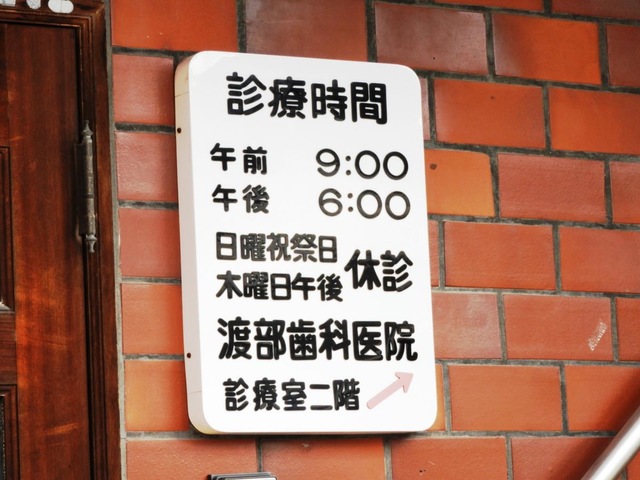 診療時間
午前 9:00
午後 6:00
日曜祝祭日
木曜日午後
休診
渡部歯科医院
診療室二階